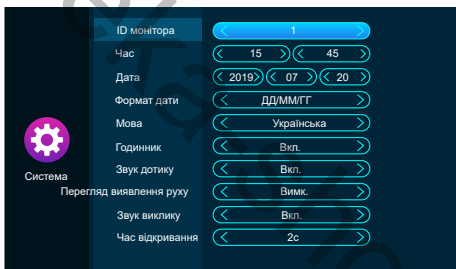 ID монітора 1
Час 15 45
Дата 2019 07 20
Формат дати ДД/ММ/ГГ
Мова Українська
Годинник Вкл.
Звук дотику Вкл.
Система
Перегляд виявлення руху Вимк.
Звук виклику Вкл.
Час відкривання 2с